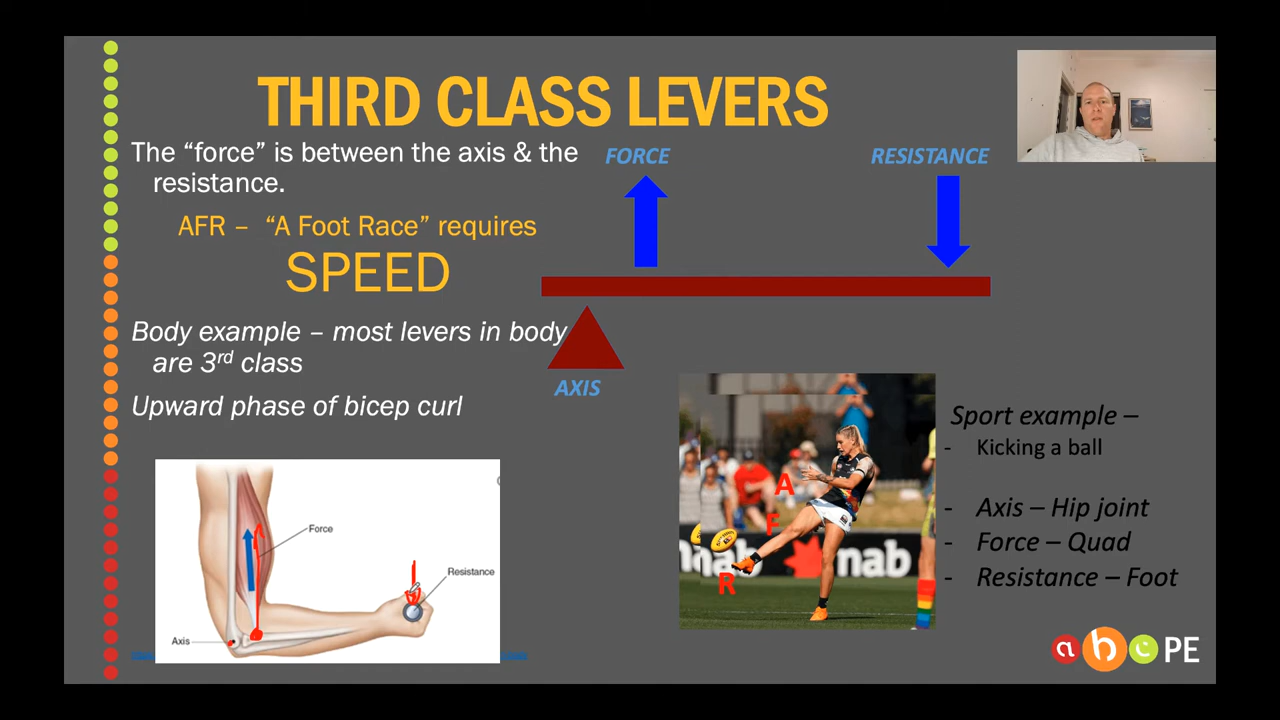 THIRD CLASS LEVERS
The “force” is between the axis & the
resistance.
AFR – “A Foot Race” requires
SPEED
Body example – most levers in body
are 3rd class
Upward phase of bicep curl
FORCE
RESISTANCE
AXIS
Force
Resistance
Axis
A
F
R
nab
nab
Sport example –
- Kicking a ball
- Axis – Hip joint
- Force – Quad
- Resistance – Foot
abc PE